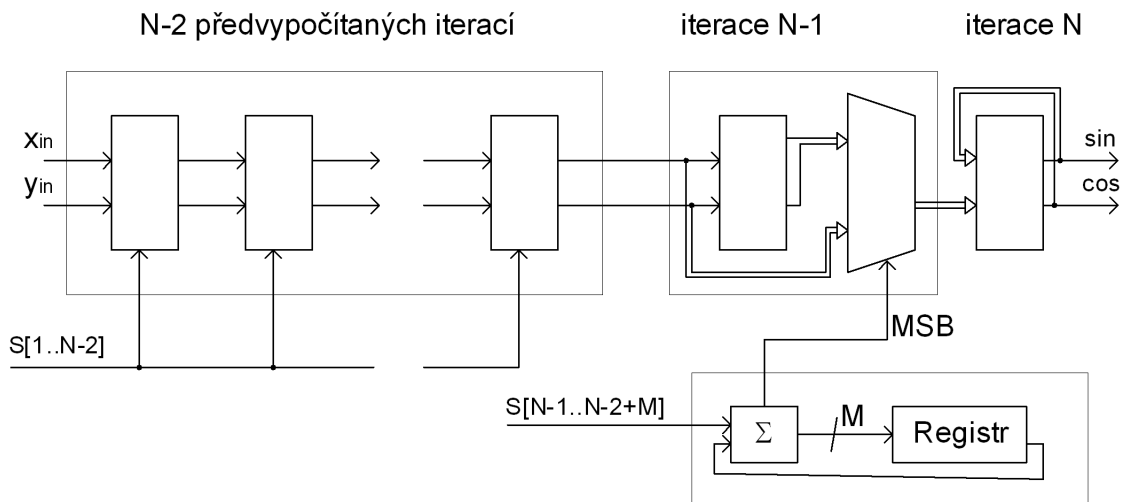 N-2 předvypočítaných iterací
iterace N-1
iterace N
xin
yin
sin
cos
MSB
S[1..N-2]
S[N-1..N-2+M]
Σ
M
Registr